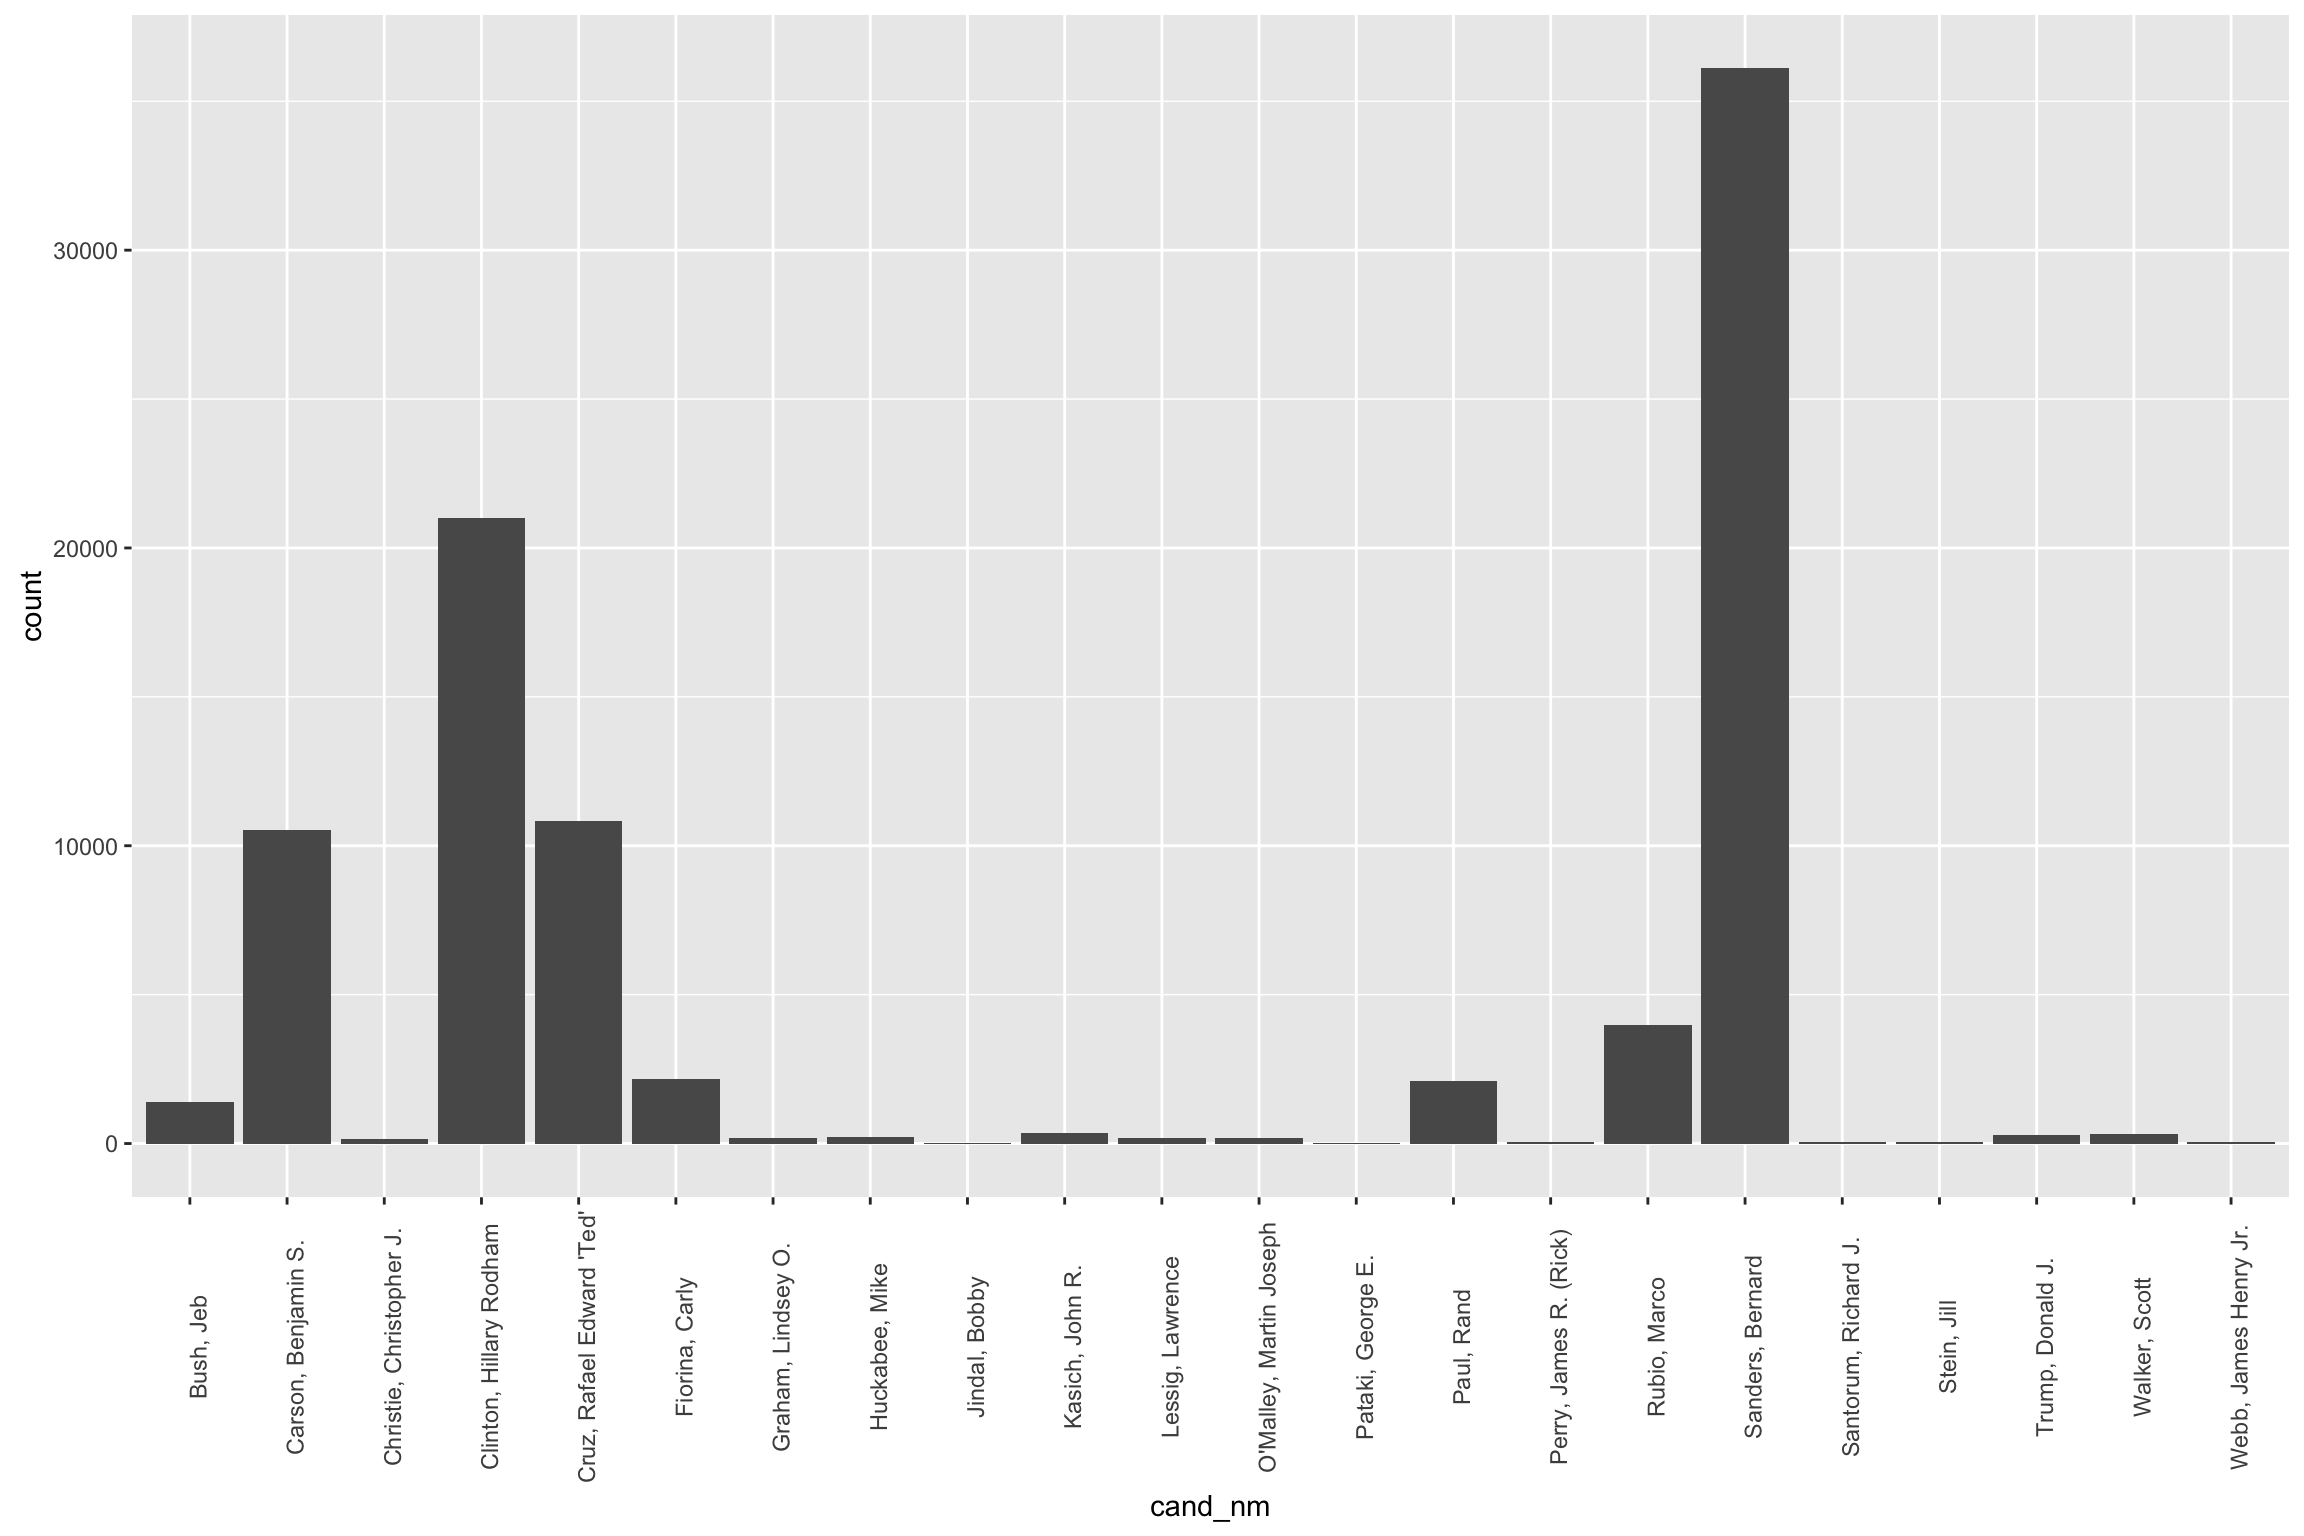 count
30000
20000
10000
0
Bush, Jeb
Carson, Benjamin S.
Christie, Christopher J.
Clinton, Hillary Rodham
Cruz, Rafael Edward 'Ted'
Fiorina, Carly
Graham, Lindsey O.
Huckabee, Mike
Jindal, Bobby
Kasich, John R.
Lessig, Lawrence
O'Malley, Martin Joseph
Pataki, George E.
Paul, Rand
Perry, James R. (Rick)
Rubio, Marco
Sanders, Bernard
Santorum, Richard J.
Stein, Jill
Trump, Donald J.
Walker, Scott
Webb, James Henry Jr.
cand_nm